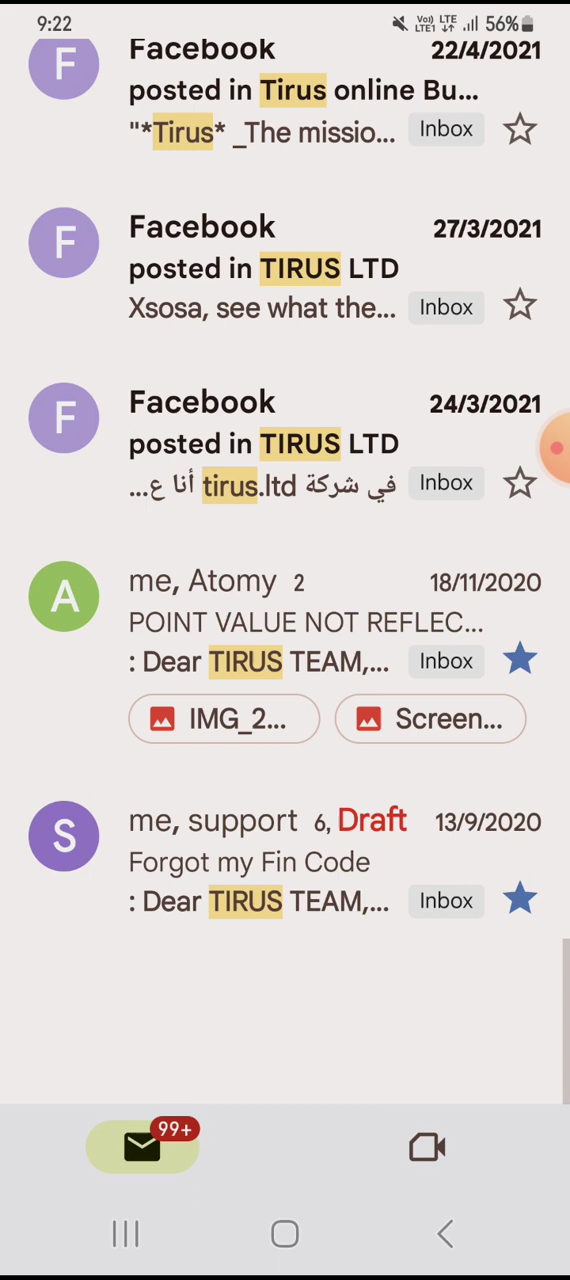 9:22
Vo)) LTE LTE1 56%
F
Facebook 22/4/2021
posted in Tirus online Bu...
"*Tirus* _The missio... Inbox
F
Facebook 27/3/2021
posted in TIRUS LTD
Xsosa, see what the... Inbox
F
Facebook 24/3/2021
posted in TIRUS LTD
في شركة tirus.ltd أنا ع... Inbox
A
me, Atomy 2 18/11/2020
POINT VALUE NOT REFLEC...
: Dear TIRUS TEAM,... Inbox
IMG_2... Screen...
S
me, support 6, Draft 13/9/2020
Forgot my Fin Code
: Dear TIRUS TEAM,... Inbox
99+